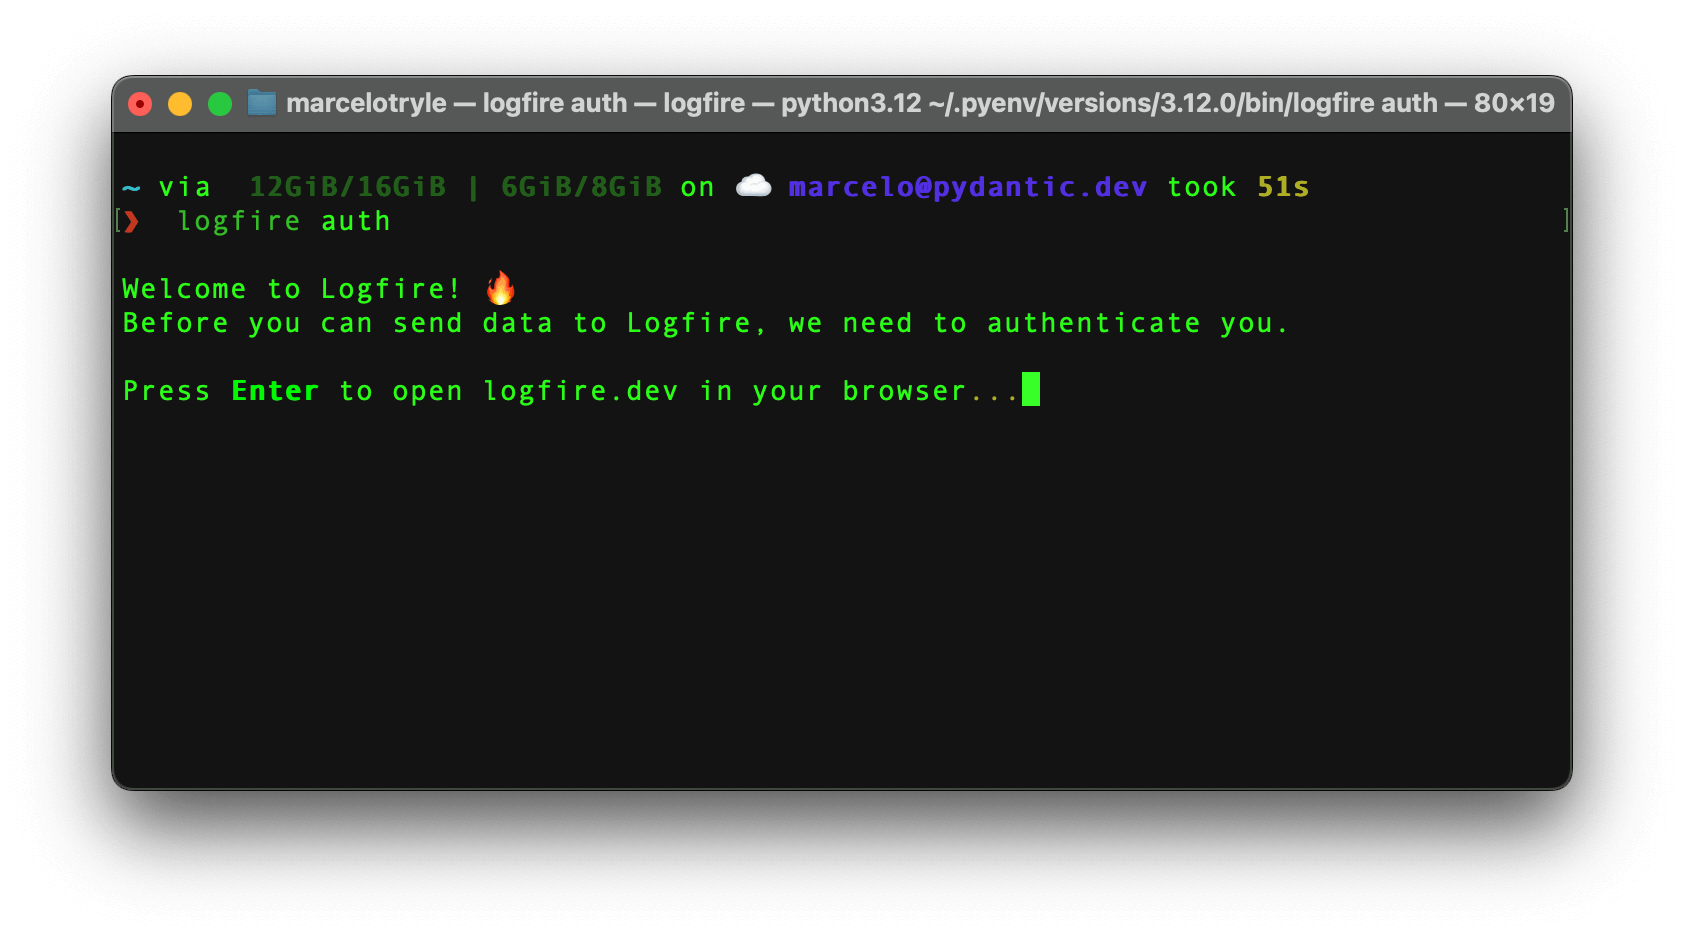 marcelotryle — logfire auth — logfire — python3.12 ~/.pyenv/versions/3.12.0/bin/logfire auth — 80×19
~ via  12GiB/16GiB | 6GiB/8GiB on ☁️ marcelo@pydantic.dev took 51s
[❯  logfire auth ]
Welcome to Logfire! 🔥
Before you can send data to Logfire, we need to authenticate you.
Press Enter to open logfire.dev in your browser...